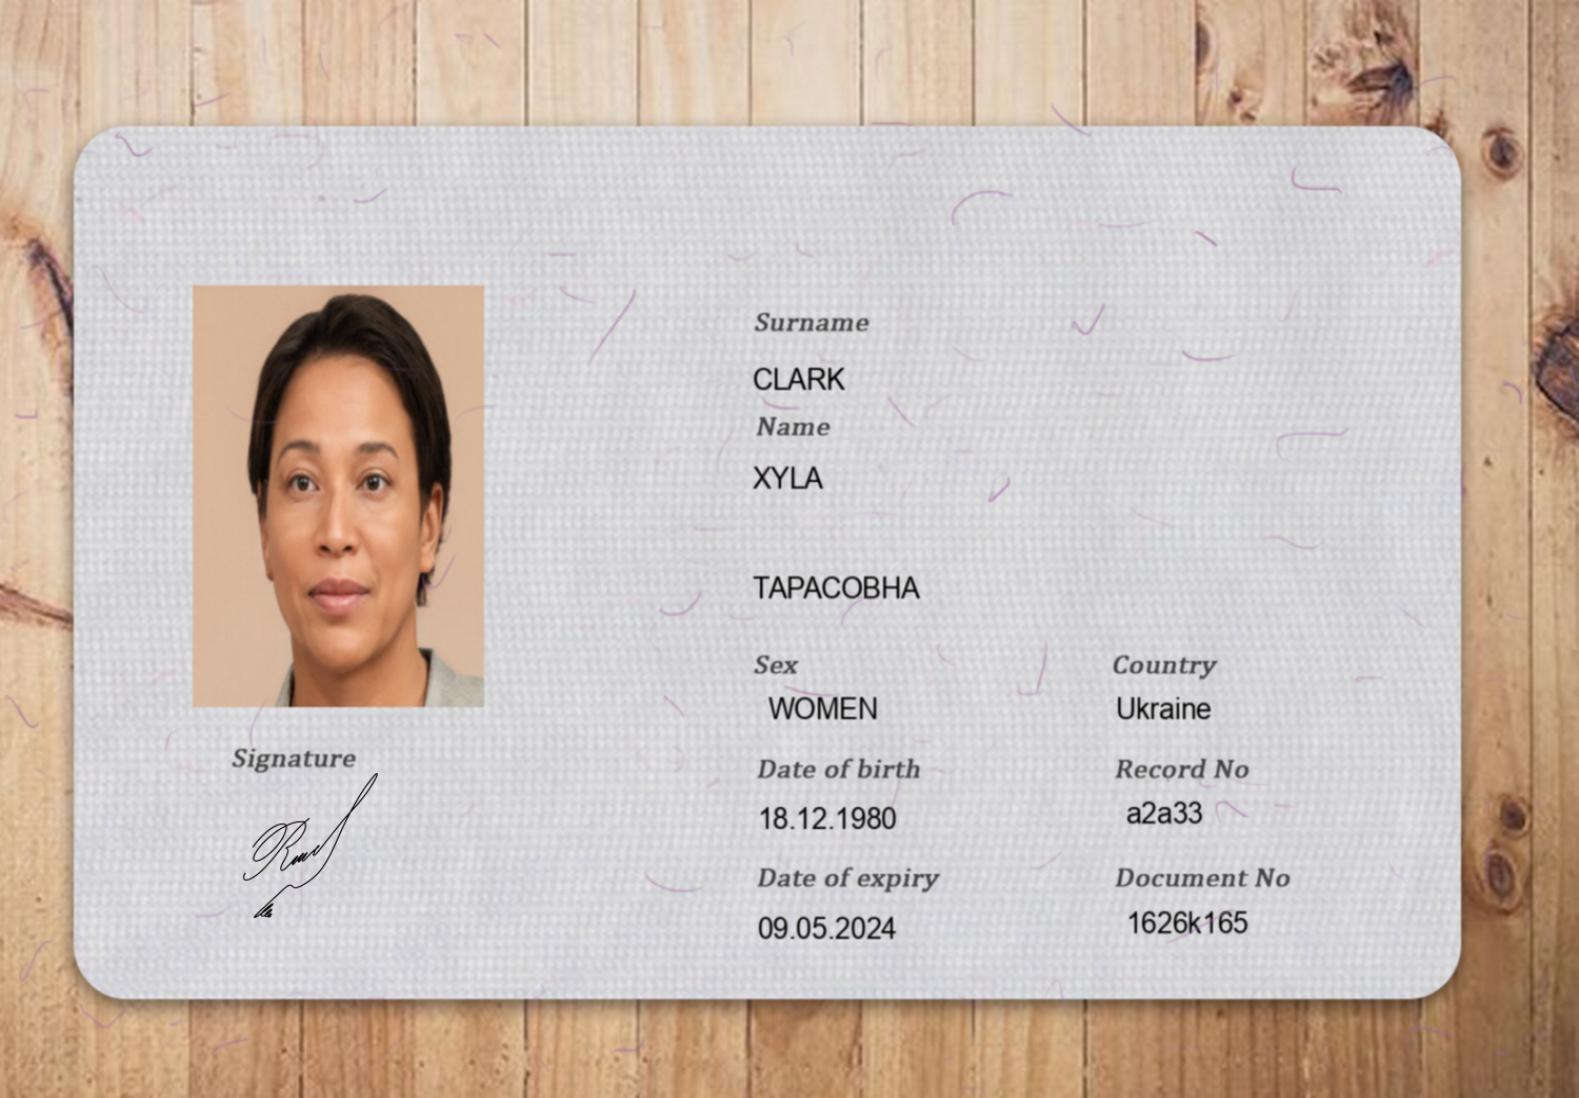 Surname
CLARK
Name
XYLA
TAPACOBHA
Sex Country
WOMEN Ukraine
Date of birth Record No
18.12.1980 a2a33
Date of expiry Document No
09.05.2024 1626k165
Signature